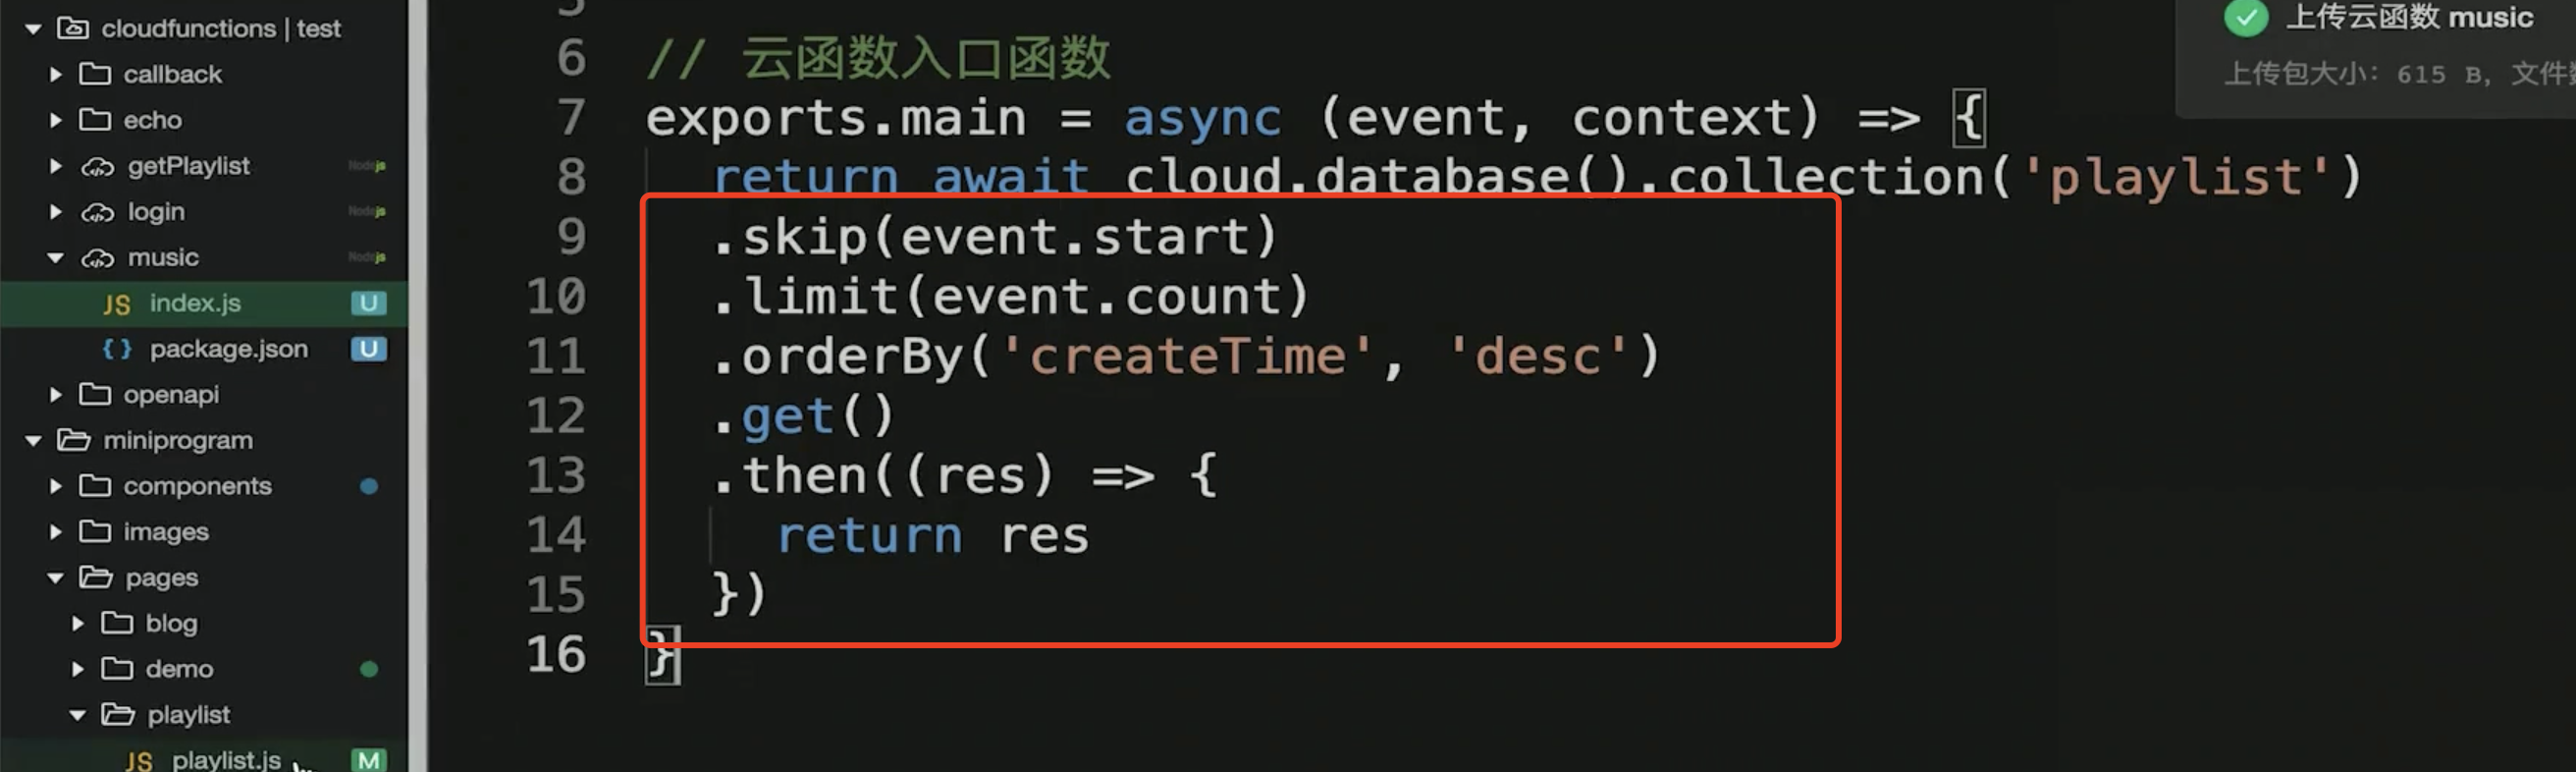 cloudfunctions | test
callback
echo
getPlaylist
login
music
JS index.js U
{ } package.json U
openapi
miniprogram
components
images
pages
blog
demo
playlist
JS playlist.js M
5
6 // 云函数入口函数
7 exports.main = async (event, context) => {
8 return await cloud.database().collection('playlist')
9 .skip(event.start)
10 .limit(event.count)
11 .orderBy('createTime', 'desc')
12 .get()
13 .then((res) => {
14 return res
15 })
16 }
上传云函数 music
上传包大小: 615 B, 文件